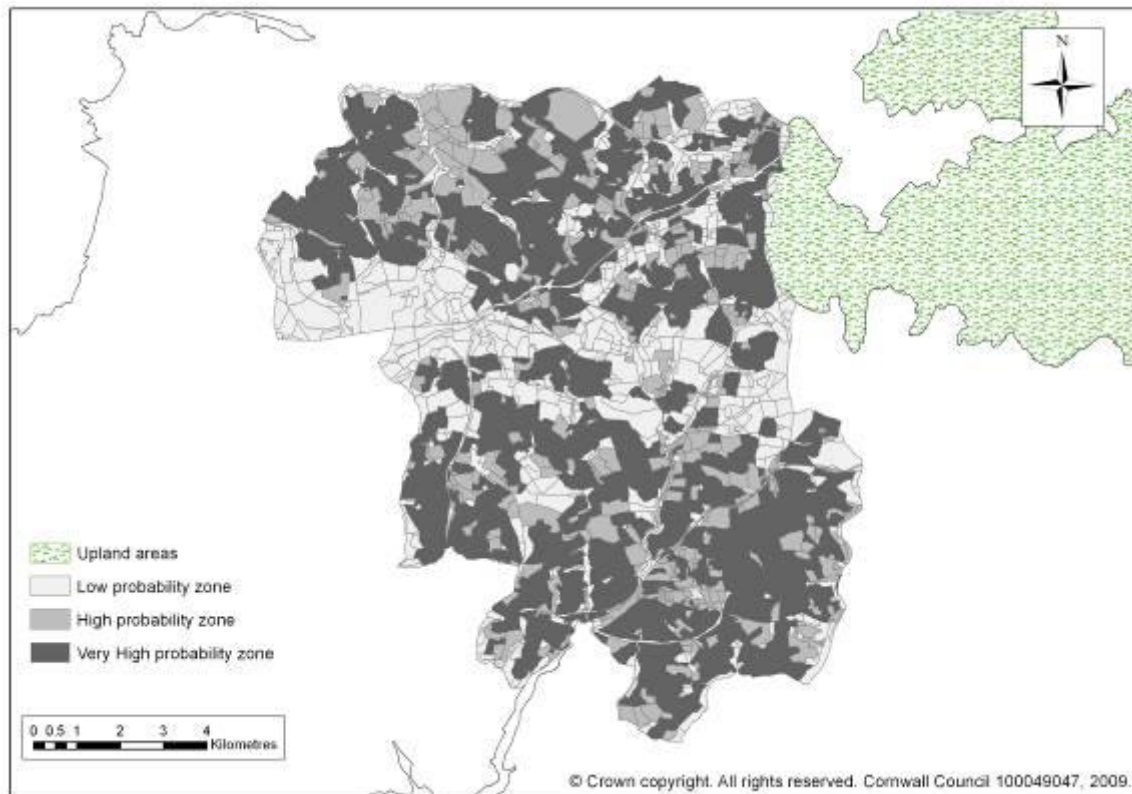 N
Upland areas
Low probability zone
High probability zone
Very High probability zone
0 0.5 1 2 3 4
Kilometres
© Crown copyright. All rights reserved. Cornwall Council 100049047, 2009.